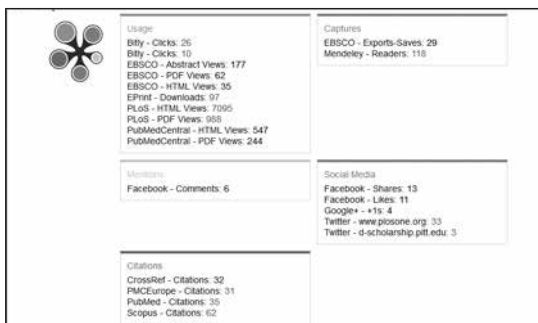 Usage
Bitly - Clicks: 26
Bitly - Clicks: 10
EBSCO - Abstract Views: 177
EBSCO - PDF Views: 62
EBSCO - HTML Views: 35
EPrint - Downloads: 97
PLoS - HTML Views: 7095
PLoS - PDF Views: 988
PubMedCentral - HTML Views: 547
PubMedCentral - PDF Views: 244
Captures
EBSCO - Exports-Saves: 29
Mendeley - Readers: 118
Mentions
Facebook - Comments: 6
Social Media
Facebook - Shares: 13
Facebook - Likes: 11
Google+ - +1s: 4
Twitter - www.plosone.org: 33
Twitter - d-scholarship.pitt.edu: 3
Citations
CrossRef - Citations: 32
PMCEurope - Citations: 31
PubMed - Citations: 35
Scopus - Citations: 62